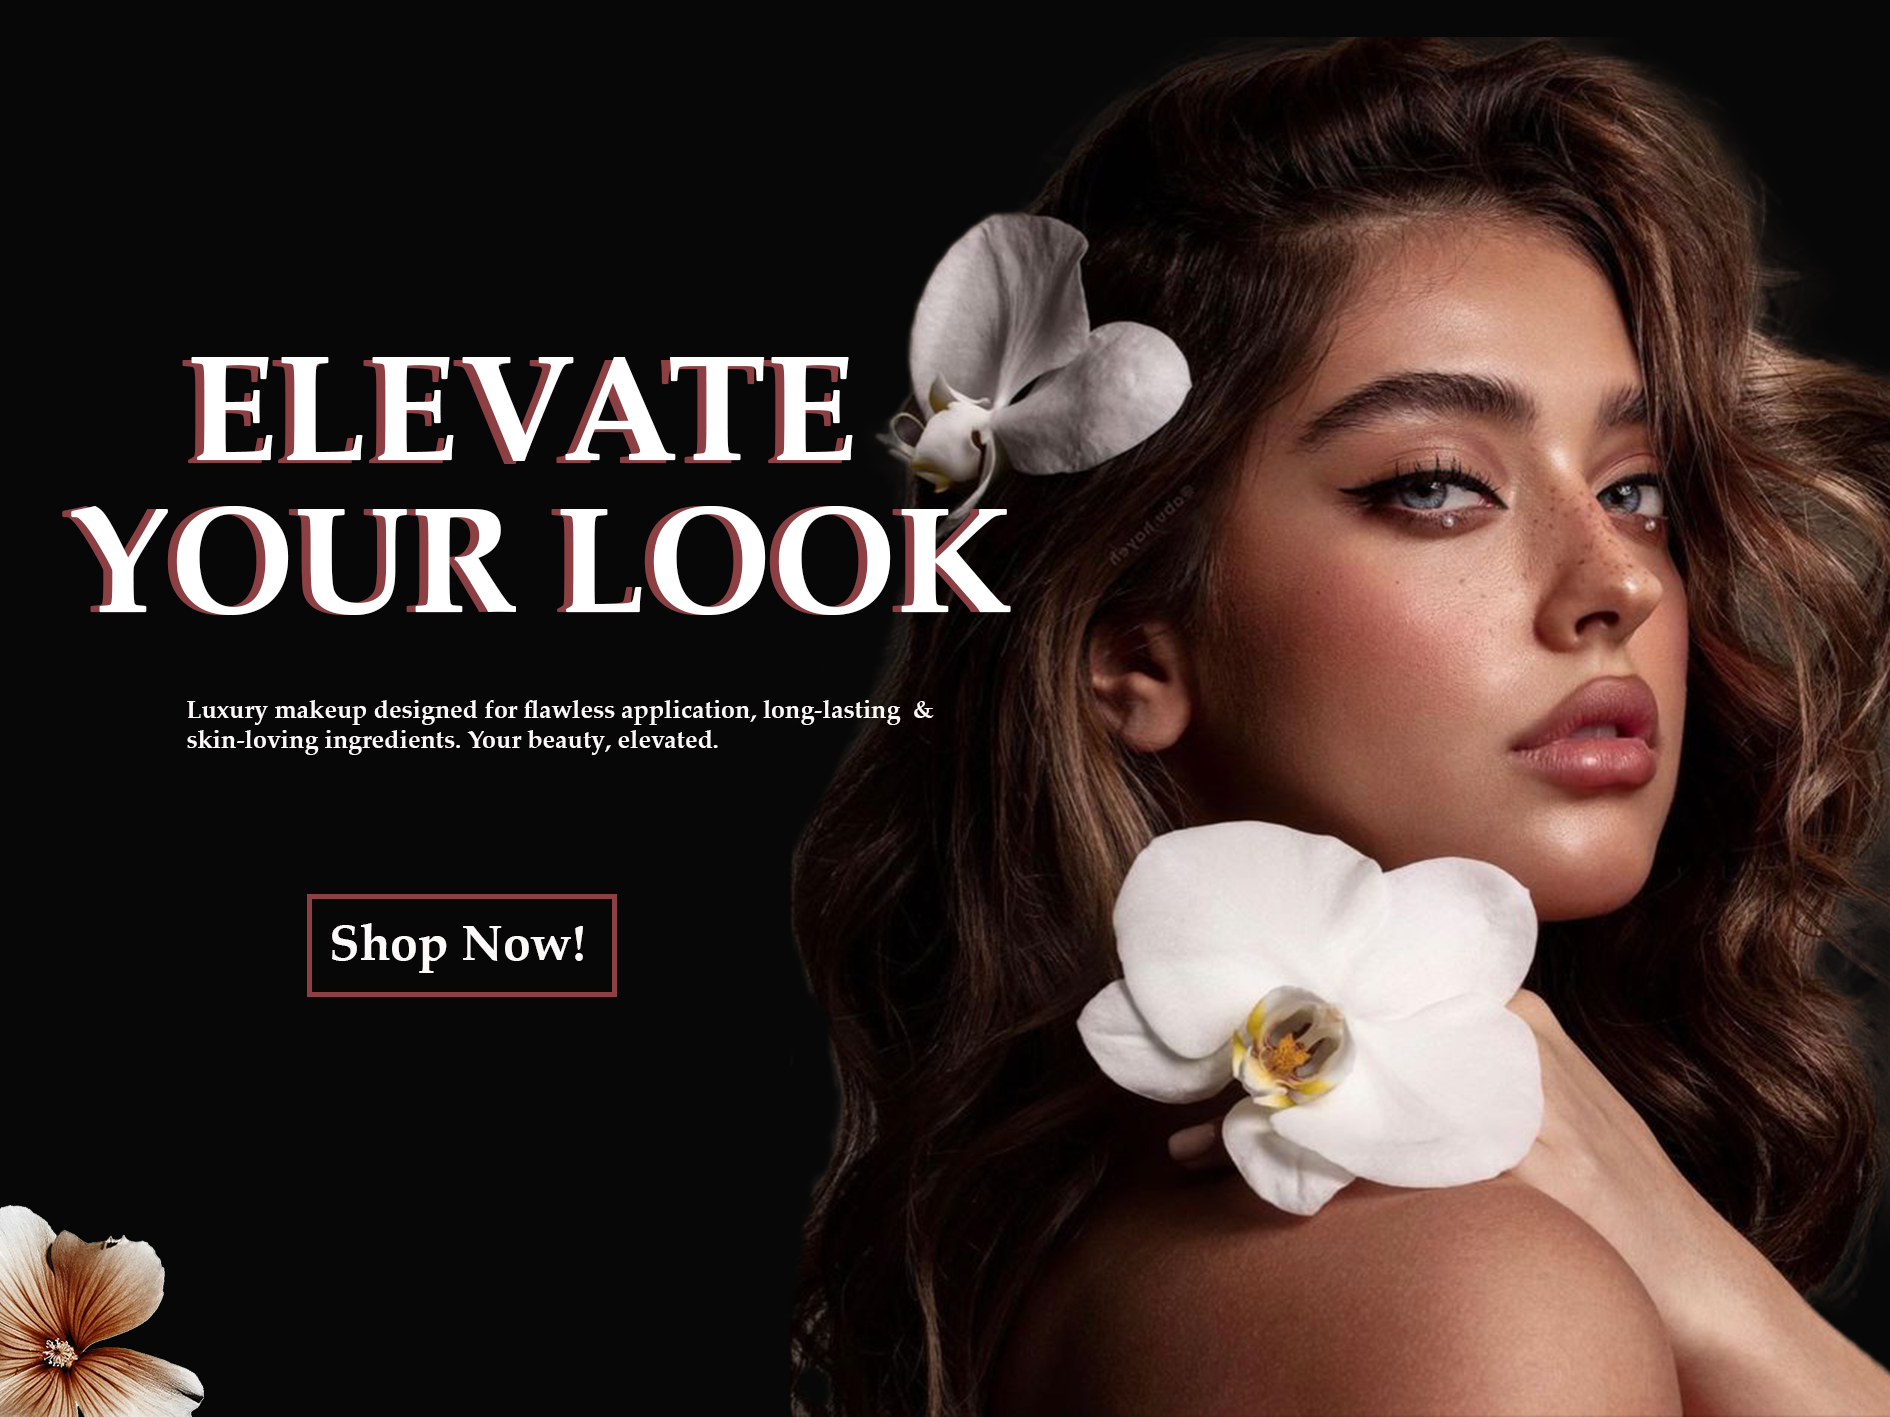 ELEVATE
YOUR LOOK
Luxury makeup designed for flawless application, long-lasting  &
skin-loving ingredients. Your beauty, elevated.
Shop Now!